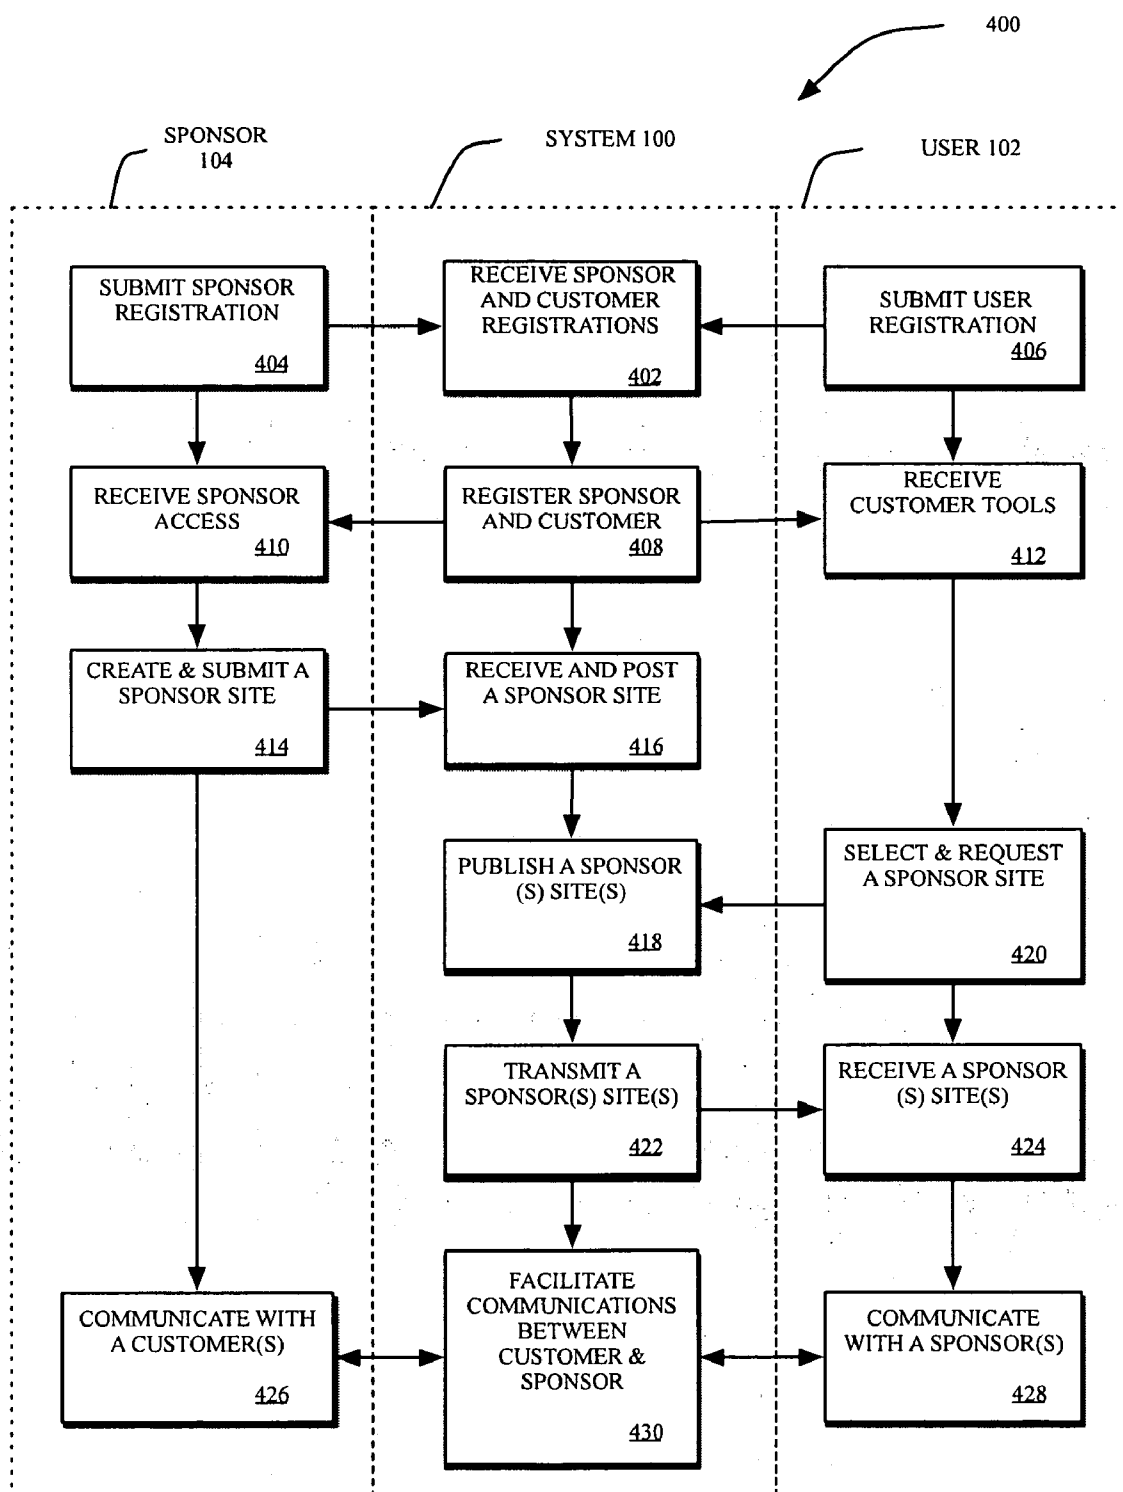 400
SPONSOR
104
SYSTEM 100
USER 102
SUBMIT SPONSOR
REGISTRATION
404
RECEIVE SPONSOR
AND CUSTOMER
REGISTRATIONS
402
SUBMIT USER
REGISTRATION
406
RECEIVE SPONSOR
ACCESS
410
REGISTER SPONSOR
AND CUSTOMER
408
RECEIVE
CUSTOMER TOOLS
412
CREATE & SUBMIT A
SPONSOR SITE
414
RECEIVE AND POST
A SPONSOR SITE
416
PUBLISH A SPONSOR
(S) SITE(S)
418
SELECT & REQUEST
A SPONSOR SITE
420
TRANSMIT A
SPONSOR(S) SITE(S)
422
RECEIVE A SPONSOR
(S) SITE(S)
424
COMMUNICATE WITH
A CUSTOMER(S)
426
FACILITATE
COMMUNICATIONS
BETWEEN
CUSTOMER &
SPONSOR
430
COMMUNICATE
WITH A SPONSOR(S)
428